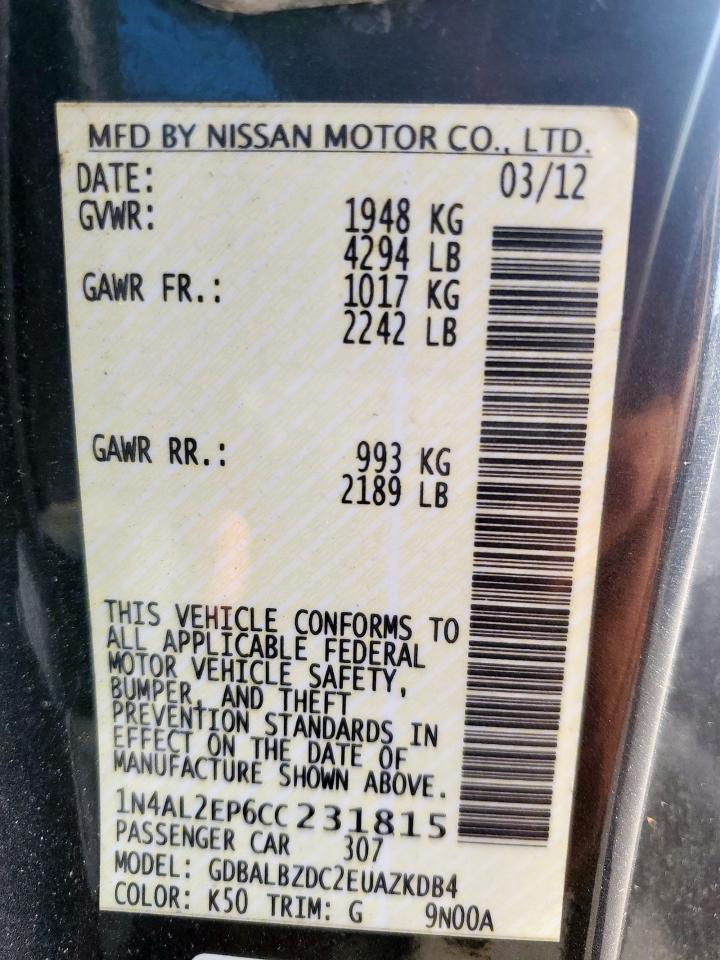 MFD BY NISSAN MOTOR CO., LTD.
DATE: 03/12
GVWR: 1948 KG
4294 LB
GAWR FR.: 1017 KG
2242 LB
GAWR RR.: 993 KG
2189 LB
THIS VEHICLE CONFORMS TO
ALL APPLICABLE FEDERAL
MOTOR VEHICLE SAFETY,
BUMPER, AND THEFT
PREVENTION STANDARDS IN
EFFECT ON THE DATE OF
MANUFACTURE SHOWN ABOVE.
1N4AL2EP6CC231815
PASSENGER CAR 307
MODEL: GDBALBZDC2EUAZKDB4
COLOR: K50 TRIM: G 9N00A